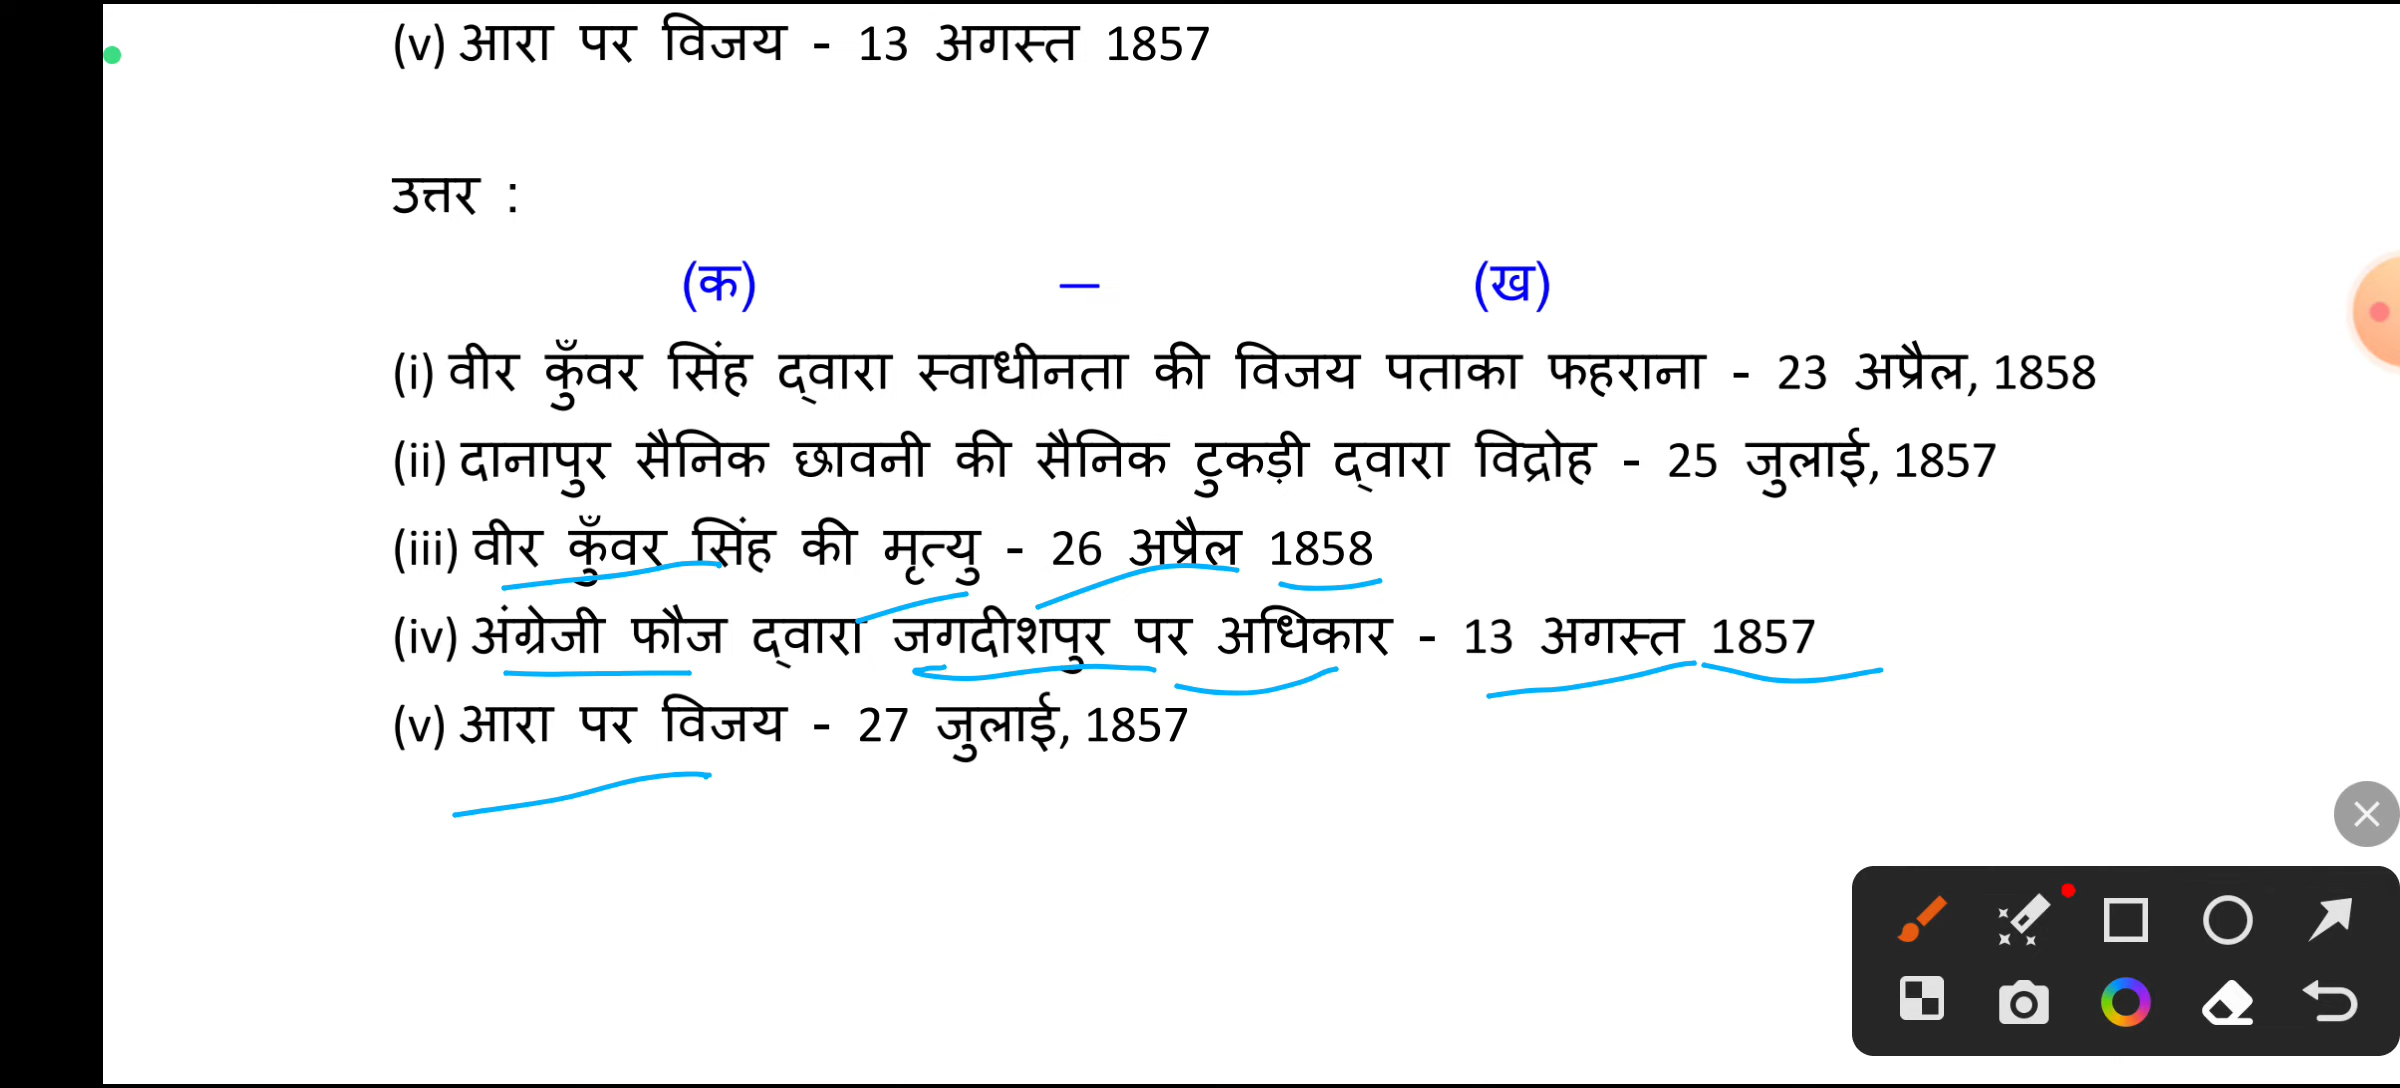 (v) आरा पर विजय - 13 अगस्त 1857
उत्तर :
(क) — (ख)
(i) वीर कुँवर सिंह द्वारा स्वाधीनता की विजय पताका फहराना - 23 अप्रैल, 1858
(ii) दानापुर सैनिक छावनी की सैनिक टुकड़ी द्वारा विद्रोह - 25 जुलाई, 1857
(iii) वीर कुँवर सिंह की मृत्यु - 26 अप्रैल 1858
(iv) अंग्रेजी फौज द्वारा जगदीशपुर पर अधिकार - 13 अगस्त 1857
(v) आरा पर विजय - 27 जुलाई, 1857